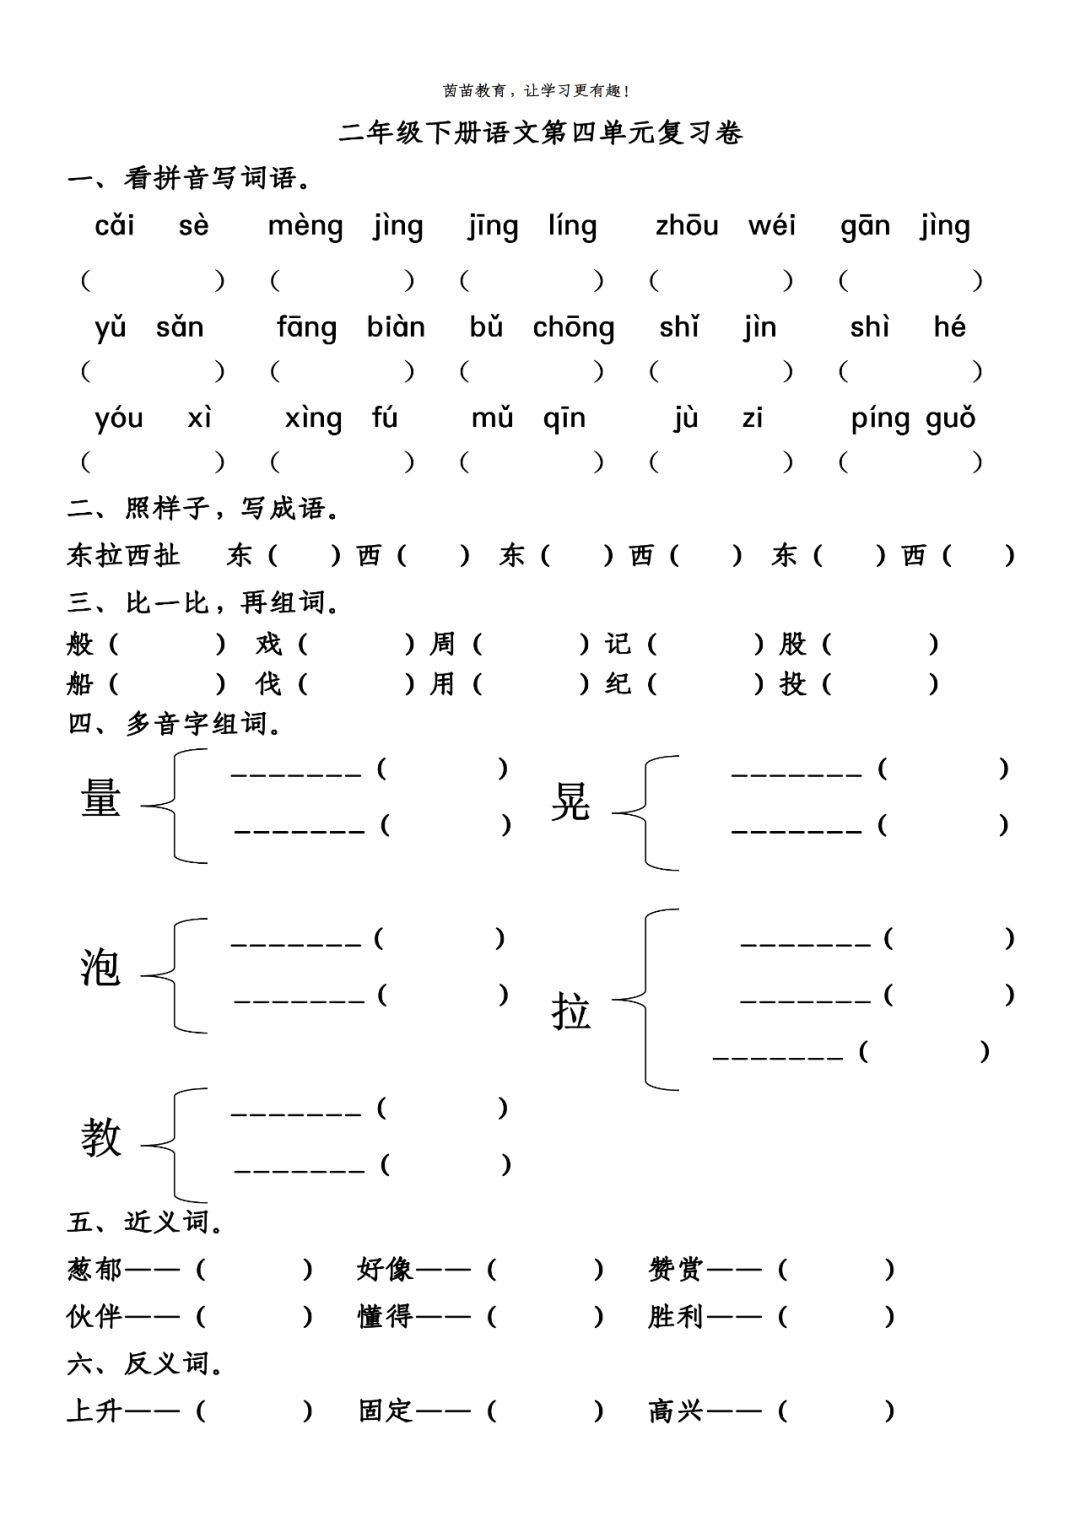 茵苗教育，让学习更有趣！
二年级下册语文第四单元复习卷
一、看拼音写词语。
cǎi sè mèng jìng jīng líng zhōu wéi gān jìng
（ ）（ ）（ ）（ ）（ ）
yǔ sǎn fāng biàn bǔ chōng shǐ jìn shì hé
（ ）（ ）（ ）（ ）（ ）
yóu xì xìng fú mǔ qīn jù zi píng guǒ
（ ）（ ）（ ）（ ）（ ）
二、照样子，写成语。
东拉西扯 东（ ）西（ ） 东（ ）西（ ） 东（ ）西（ ）
三、比一比，再组词。
般（ ） 戏（ ）周（ ）记（ ）股（ ）
船（ ） 伐（ ）用（ ）纪（ ）投（ ）
四、多音字组词。
量 _______（ ）
_______（ ）
晃 _______（ ）
_______（ ）
泡 _______（ ）
_______（ ）
拉 _______（ ）
_______（ ）
_______（ ）
教 _______（ ）
_______（ ）
五、近义词。
葱郁——（ ） 好像——（ ） 赞赏——（ ）
伙伴——（ ） 懂得——（ ） 胜利——（ ）
六、反义词。
上升——（ ） 固定——（ ） 高兴——（ ）